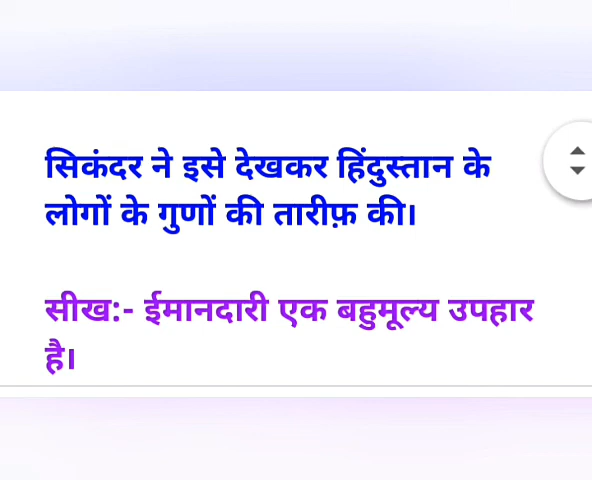 सिकंदर ने इसे देखकर हिंदुस्तान के
लोगों के गुणों की तारीफ़ की।
सीख:- ईमानदारी एक बहुमूल्य उपहार
है।